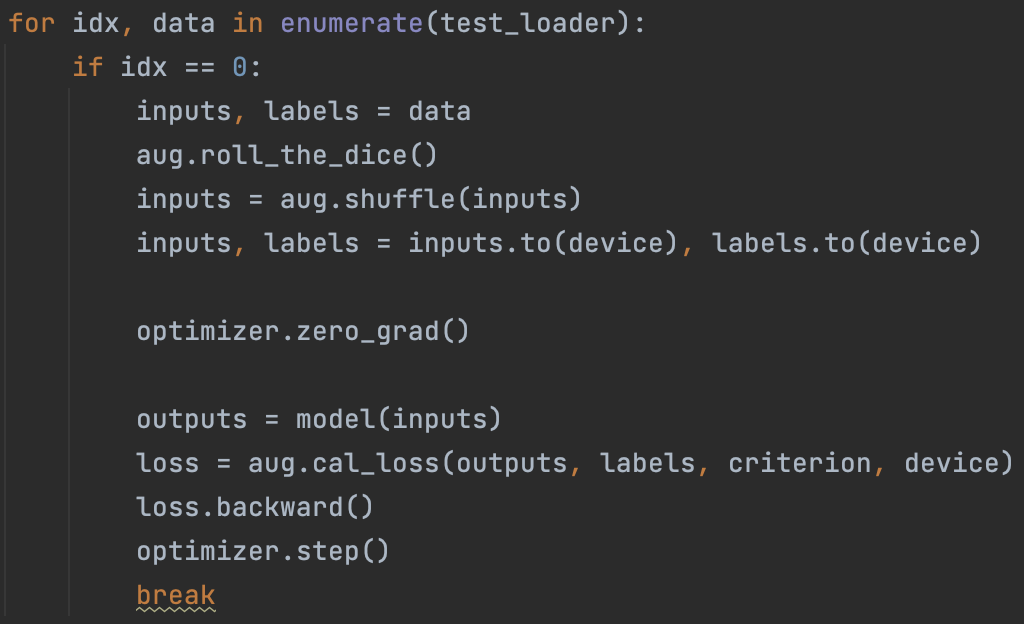 for idx, data in enumerate(test_loader):
    if idx == 0:
        inputs, labels = data
        aug.roll_the_dice()
        inputs = aug.shuffle(inputs)
        inputs, labels = inputs.to(device), labels.to(device)
        optimizer.zero_grad()
        outputs = model(inputs)
        loss = aug.cal_loss(outputs, labels, criterion, device)
        loss.backward()
        optimizer.step()
        break